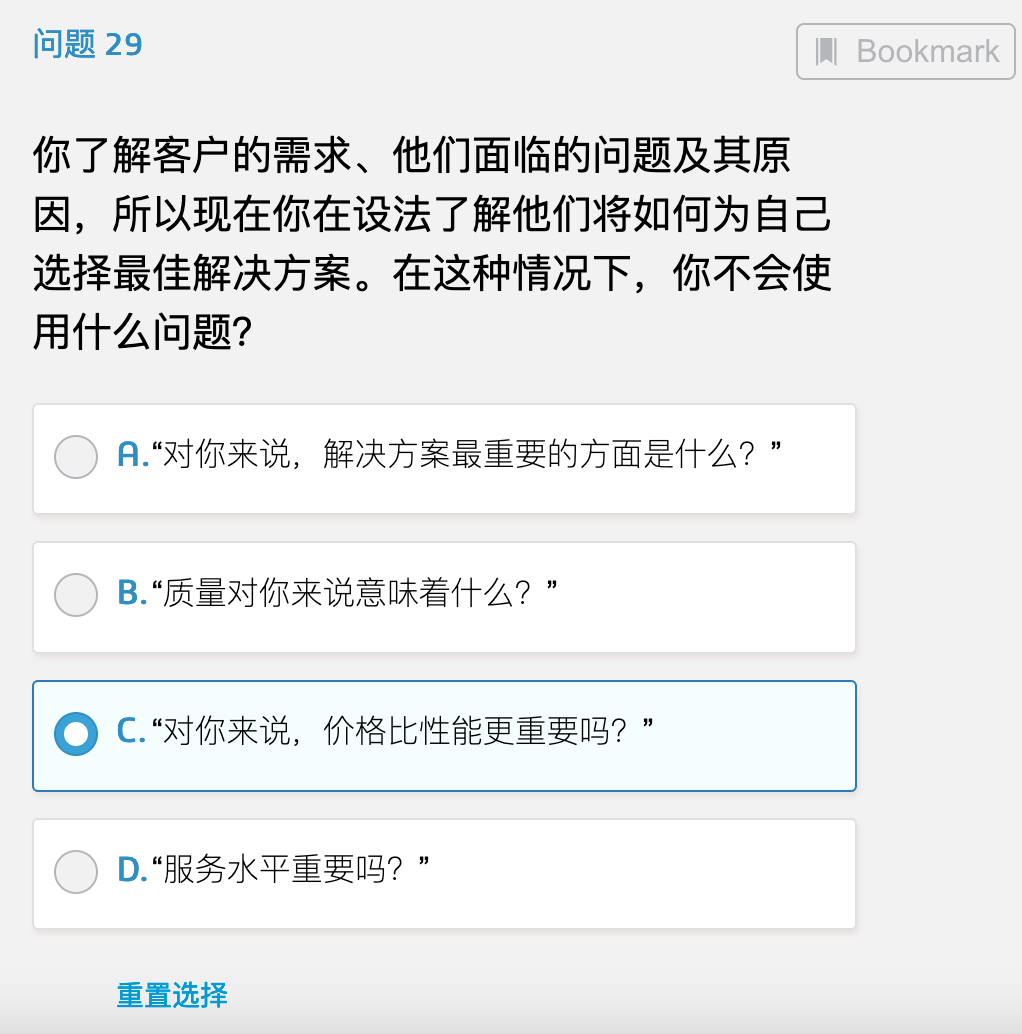 问题 29
Bookmark
你了解客户的需求、他们面临的问题及其原
因，所以现在你在设法了解他们将如何为自己
选择最佳解决方案。在这种情况下，你不会使
用什么问题？
A.“对你来说，解决方案最重要的方面是什么？”
B.“质量对你来说意味着什么？”
C.“对你来说，价格比性能更重要吗？”
D.“服务水平重要吗？”
重置选择